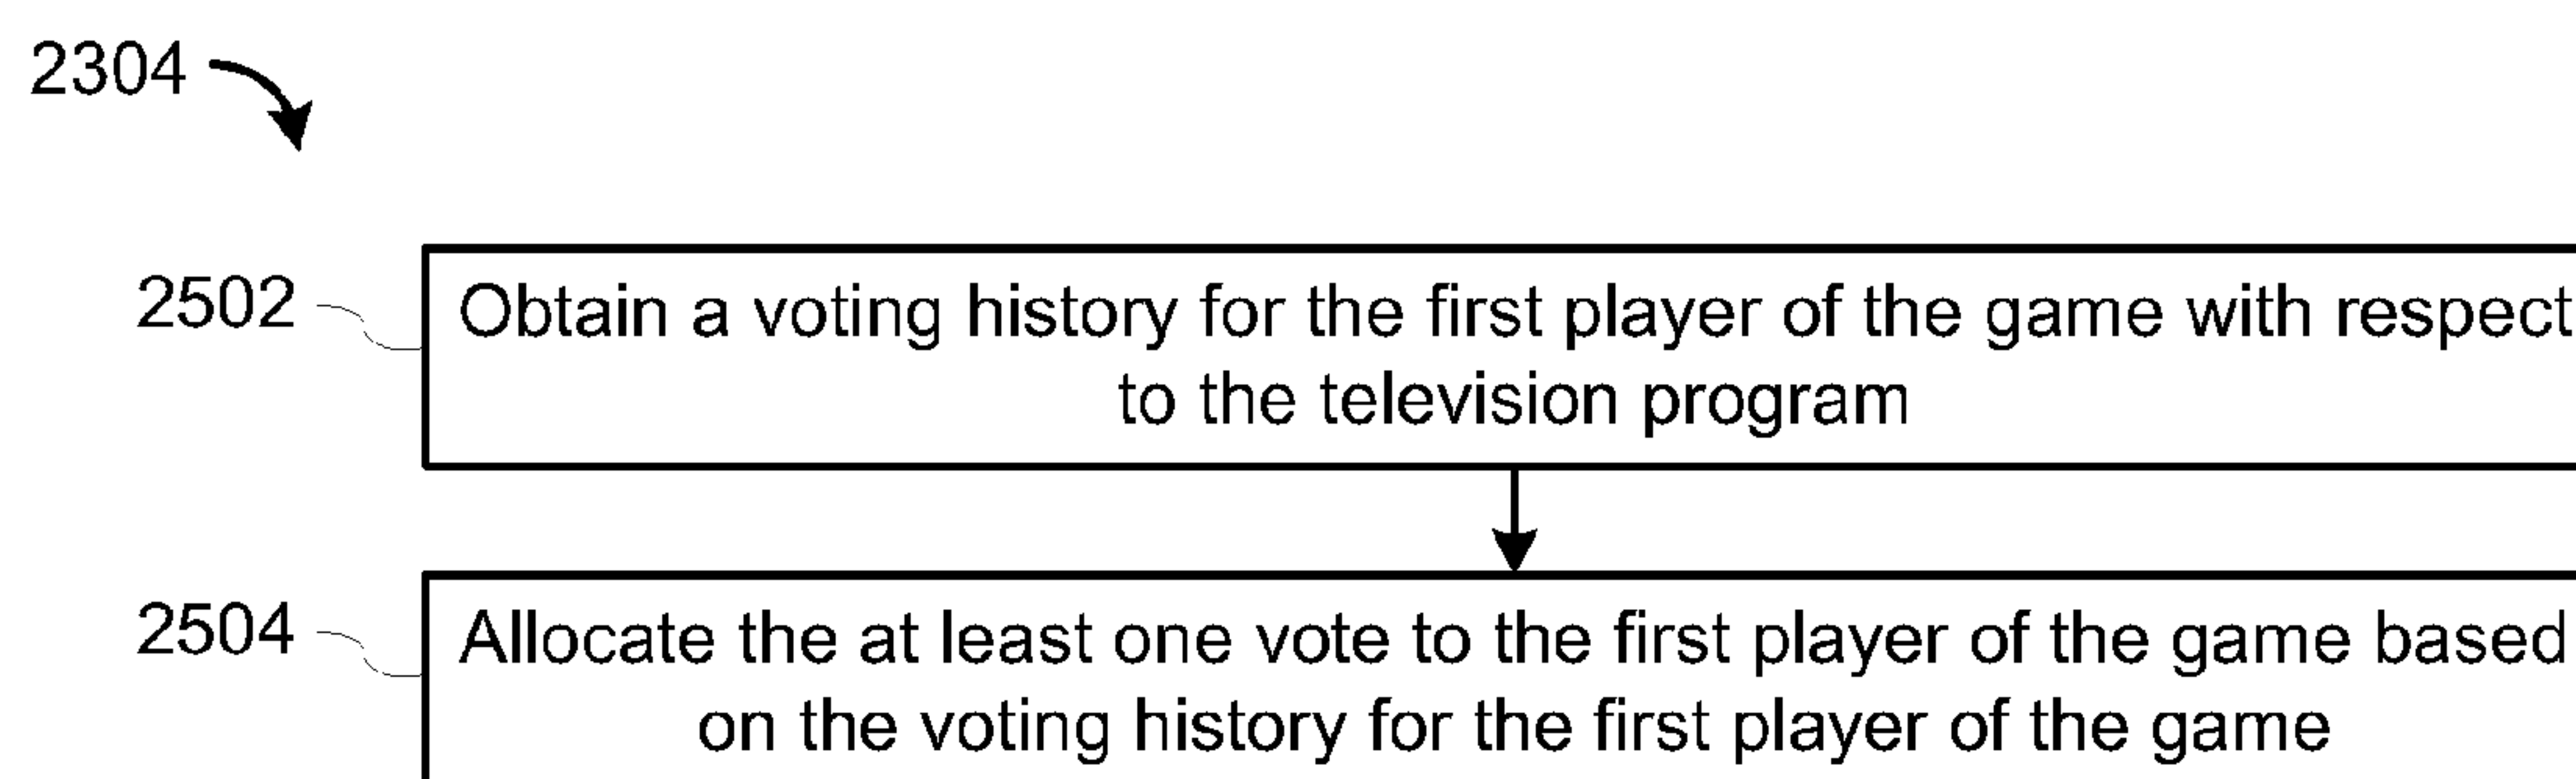 2304
2502
Obtain a voting history for the first player of the game with respect
to the television program
2504
Allocate the at least one vote to the first player of the game based
on the voting history for the first player of the game